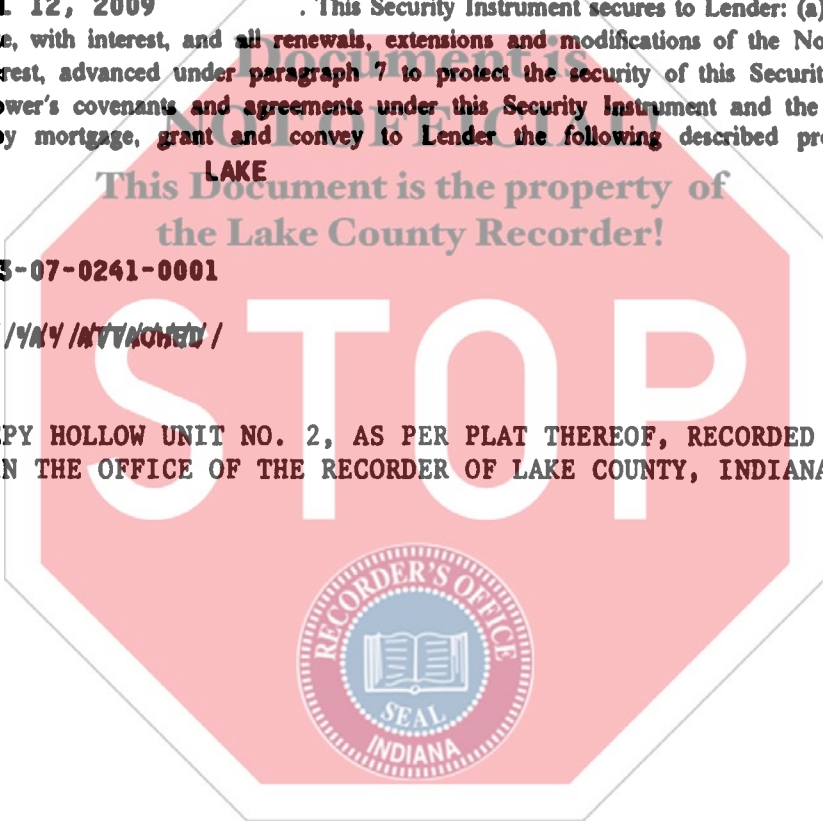 L 12, 2009 . This Security Instrument secures to Lender: (a)
e, with interest, and all renewals, extensions and modifications of the No
Document is
rest, advanced under paragraph 7 to protect the security of this Securit
ower's covenants and agreements under this Security Instrument and the
NOT OFFICIAL!
by mortgage, grant and convey to Lender the following described pro
LAKE
This Document is the property of
the Lake County Recorder!
3-07-0241-0001
STOP
PY HOLLOW UNIT NO. 2, AS PER PLAT THEREOF, RECORDED
N THE OFFICE OF THE RECORDER OF LAKE COUNTY, INDIANA
RECORDER'S OFFICE
SEAL
INDIANA